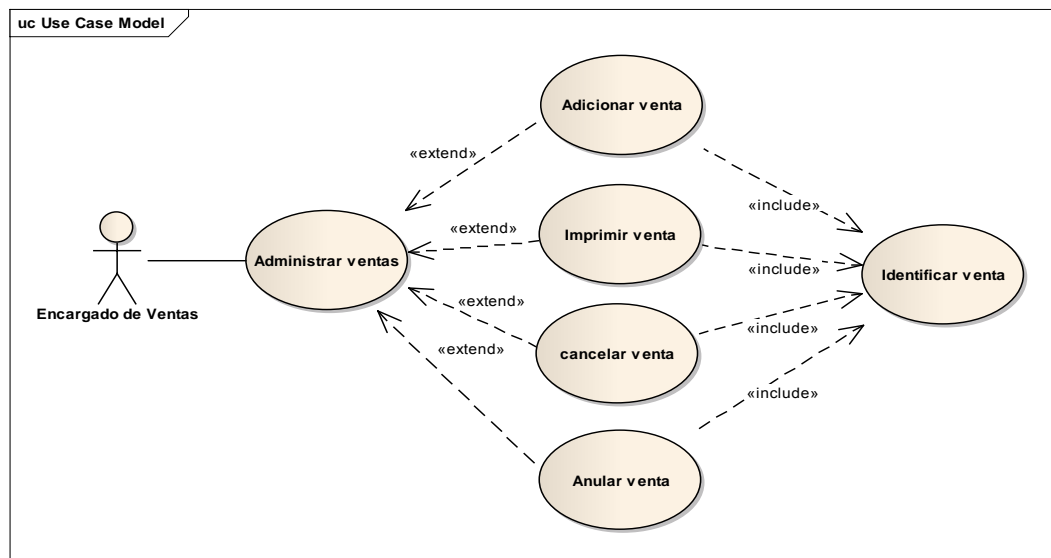 uc Use Case Model
Adicionar venta
«extend»
«include»
Imprimir venta
«extend»
«include»
Administrar ventas
Identificar venta
Encargado de Ventas
«extend»
«include»
cancelar venta
«extend»
«include»
Anular venta